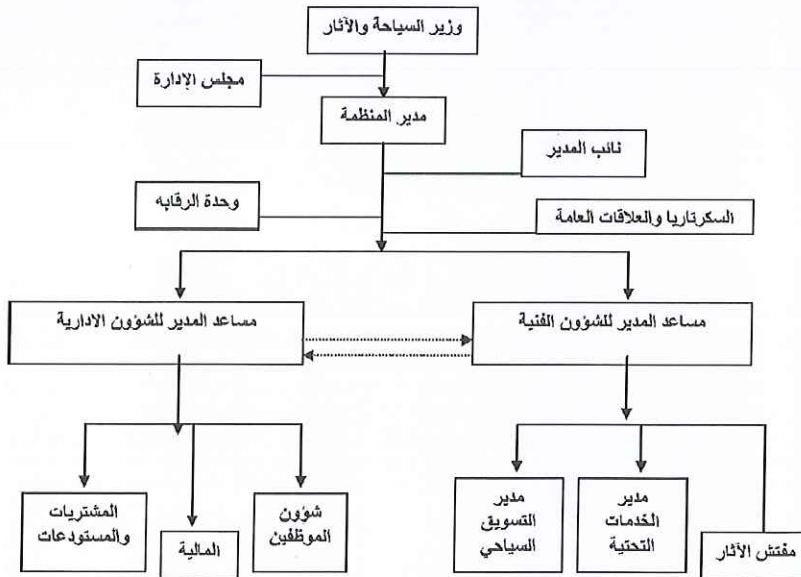 وزير السياحة والآثار
مجلس الإدارة
مدير المنظمة
نائب المدير
وحدة الرقابه
السكرتاريا والعلاقات العامة
مساعد المدير للشؤون الفنية
مساعد المدير للشؤون الادارية
مفتش الآثار
مدير
الخدمات
التحتية
مدير
التسويق
السياحي
شؤون
الموظفين
المالية
المشتريات
والمستودعات